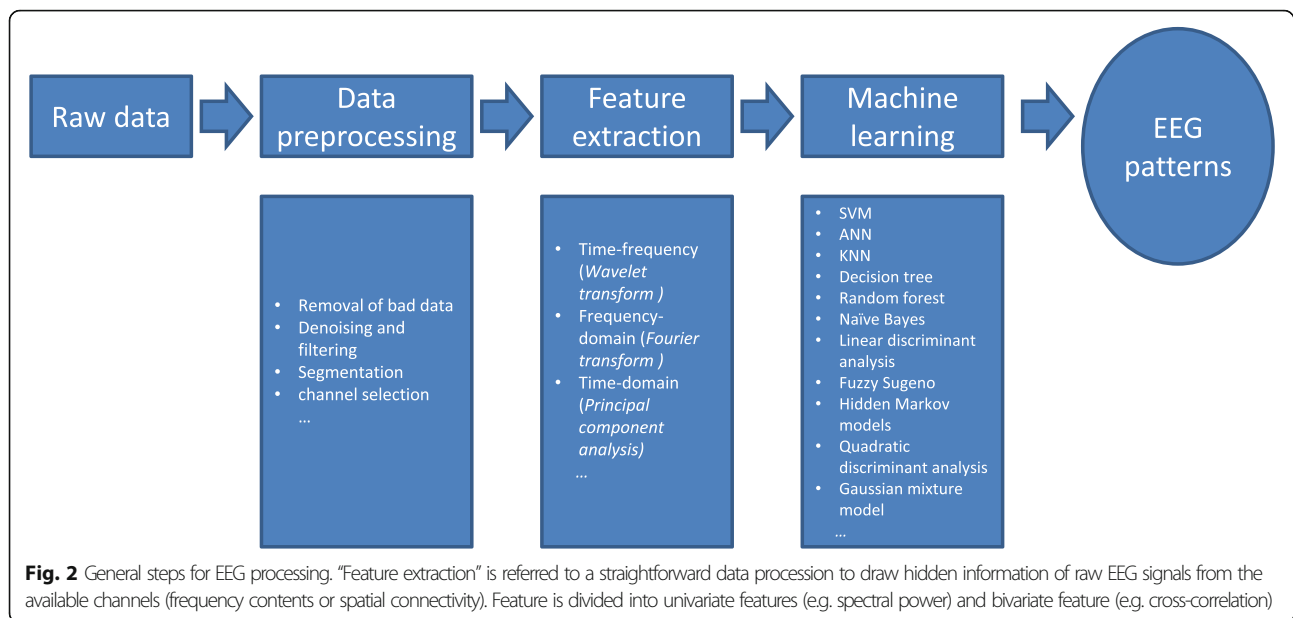 Raw data
Data
preprocessing
Feature
extraction
Machine
learning
EEG
patterns
• Removal of bad data
• Denoising and
filtering
• Segmentation
• channel selection
...
• Time-frequency
(Wavelet
transform )
• Frequency-
domain (Fourier
transform )
• Time-domain
(Principal
component
analysis)
...
• SVM
• ANN
• KNN
• Decision tree
• Random forest
• Naïve Bayes
• Linear discriminant
analysis
• Fuzzy Sugeno
• Hidden Markov
models
• Quadratic
discriminant analysis
• Gaussian mixture
model
...
Fig. 2 General steps for EEG processing. “Feature extraction” is referred to a straightforward data procession to draw hidden information of raw EEG signals from the
available channels (frequency contents or spatial connectivity). Feature is divided into univariate features (e.g. spectral power) and bivariate feature (e.g. cross-correlation)